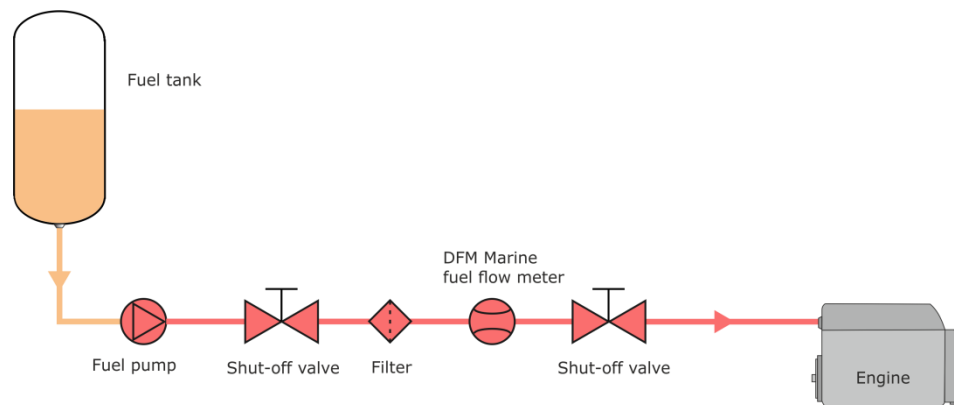 Fuel tank
DFM Marine
fuel flow meter
Fuel pump
Shut-off valve
Filter
Shut-off valve
Engine